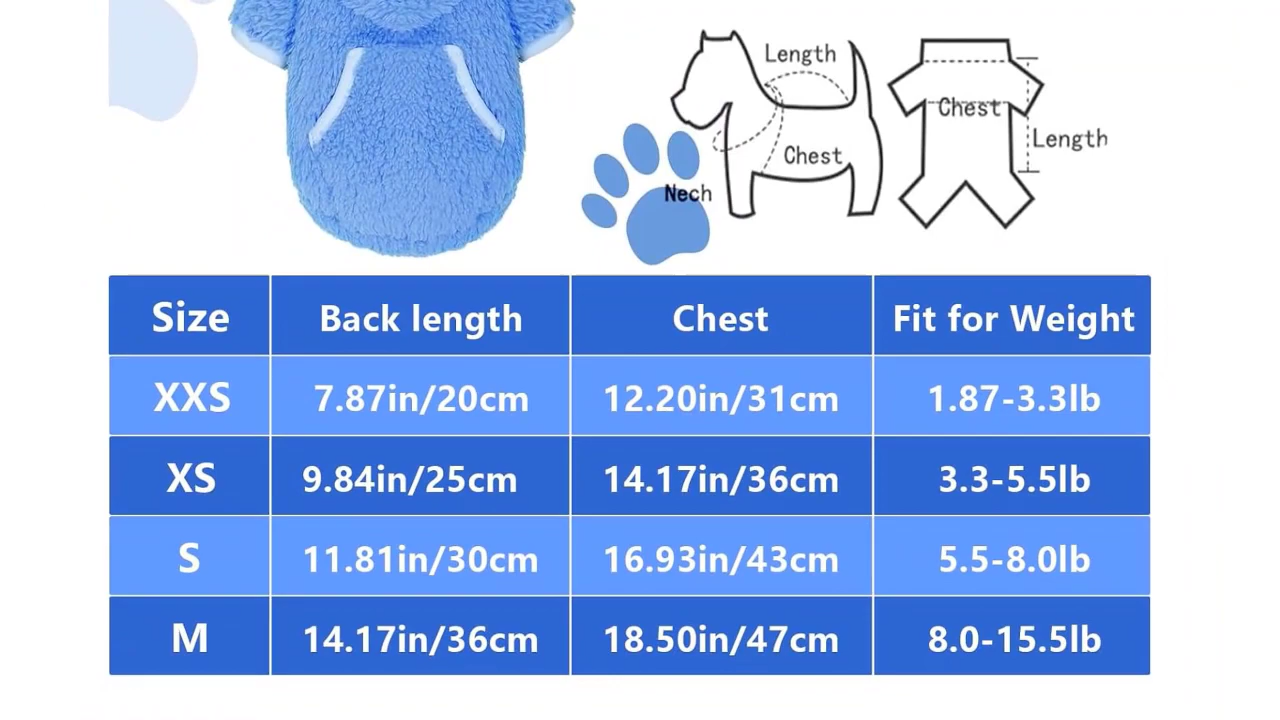 Length
Chest
Nech
Chest
Length
Size Back length Chest Fit for Weight
XXS 7.87in/20cm 12.20in/31cm 1.87-3.3lb
XS 9.84in/25cm 14.17in/36cm 3.3-5.5lb
S 11.81in/30cm 16.93in/43cm 5.5-8.0lb
M 14.17in/36cm 18.50in/47cm 8.0-15.5lb